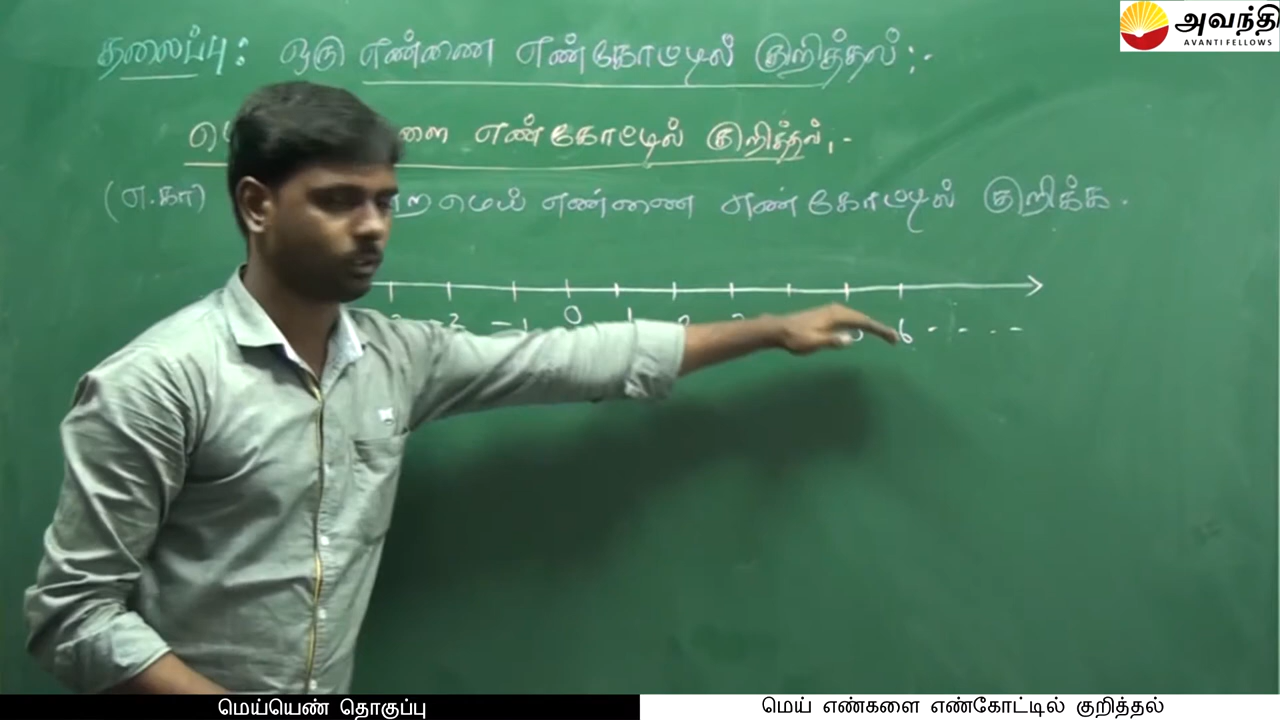 அவந்தி
AVANTI FELLOWS
தலைப்பு: ஒரு எண்ணை எண்கோட்டில் குறித்தல் :-
எண்கோட்டில் குறித்தல் :-
(எ.கா) மெய் எண்ணை எண்கோட்டில் குறிக்க.
-2 -1 0 1 6 - - - -
மெய்யெண் தொகுப்பு
மெய் எண்களை எண்கோட்டில் குறித்தல்